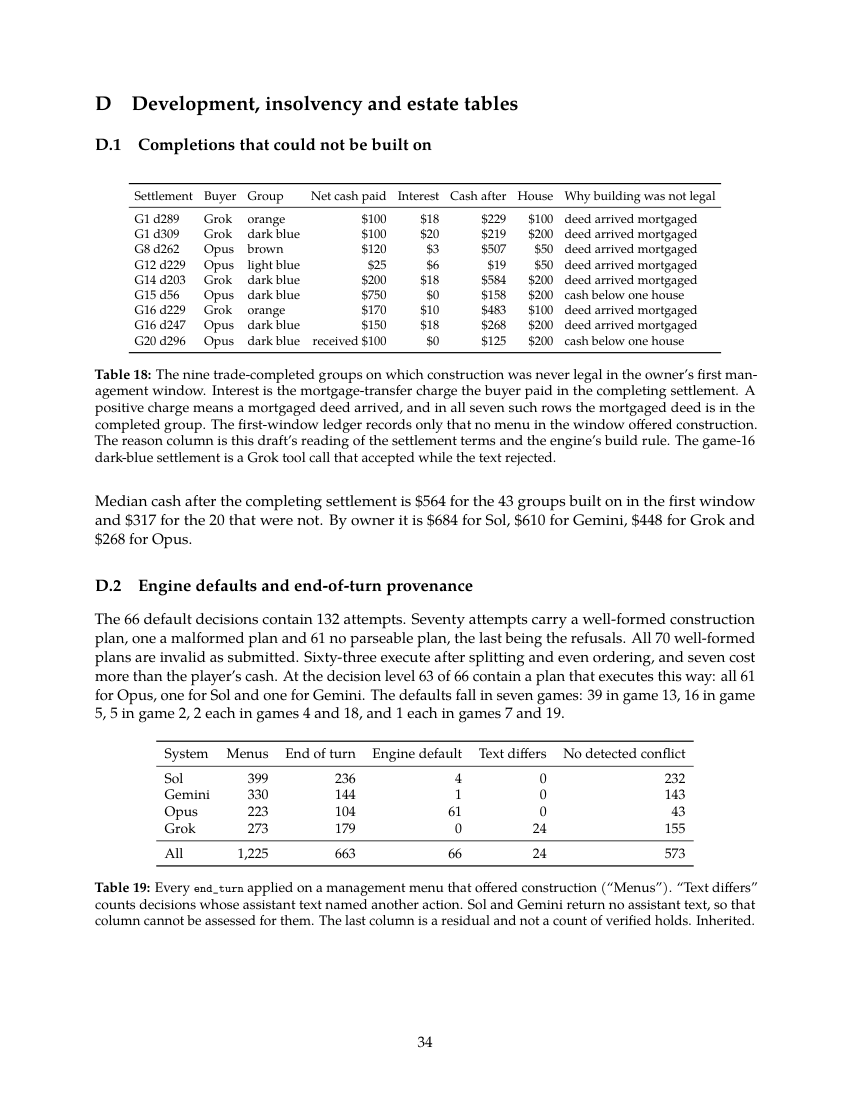 D Development, insolvency and estate tables
D.1 Completions that could not be built on
Settlement Buyer Group Net cash paid Interest Cash after House Why building was not legal
G1 d289 Grok orange $100 $18 $229 $100 deed arrived mortgaged
G1 d309 Grok dark blue $100 $20 $219 $200 deed arrived mortgaged
G8 d262 Opus brown $120 $3 $507 $50 deed arrived mortgaged
G12 d229 Opus light blue $25 $6 $19 $50 deed arrived mortgaged
G14 d203 Grok dark blue $200 $18 $584 $200 deed arrived mortgaged
G15 d56 Opus dark blue $750 $0 $158 $200 cash below one house
G16 d229 Grok orange $170 $10 $483 $100 deed arrived mortgaged
G16 d247 Opus dark blue $150 $18 $268 $200 deed arrived mortgaged
G20 d296 Opus dark blue received $100 $0 $125 $200 cash below one house
Table 18: The nine trade-completed groups on which construction was never legal in the owner's first man-
agement window. Interest is the mortgage-transfer charge the buyer paid in the completing settlement. A
positive charge means a mortgaged deed arrived, and in all seven such rows the mortgaged deed is in the
completed group. The first-window ledger records only that no menu in the window offered construction.
The reason column is this draft's reading of the settlement terms and the engine's build rule. The game-16
dark-blue settlement is a Grok tool call that accepted while the text rejected.
Median cash after the completing settlement is $564 for the 43 groups built on in the first window
and $317 for the 20 that were not. By owner it is $684 for Sol, $610 for Gemini, $448 for Grok and
$268 for Opus.
D.2 Engine defaults and end-of-turn provenance
The 66 default decisions contain 132 attempts. Seventy attempts carry a well-formed construction
plan, one a malformed plan and 61 no parseable plan, the last being the refusals. All 70 well-formed
plans are invalid as submitted. Sixty-three execute after splitting and even ordering, and seven cost
more than the player's cash. At the decision level 63 of 66 contain a plan that executes this way: all 61
for Opus, one for Sol and one for Gemini. The defaults fall in seven games: 39 in game 13, 16 in game
5, 5 in game 2, 2 each in games 4 and 18, and 1 each in games 7 and 19.
System Menus End of turn Engine default Text differs No detected conflict
Sol 399 236 4 0 232
Gemini 330 144 1 0 143
Opus 223 104 61 0 43
Grok 273 179 0 24 155
All 1,225 663 66 24 573
Table 19: Every end_turn applied on a management menu that offered construction ("Menus"). "Text differs"
counts decisions whose assistant text named another action. Sol and Gemini return no assistant text, so that
column cannot be assessed for them. The last column is a residual and not a count of verified holds. Inherited.
34